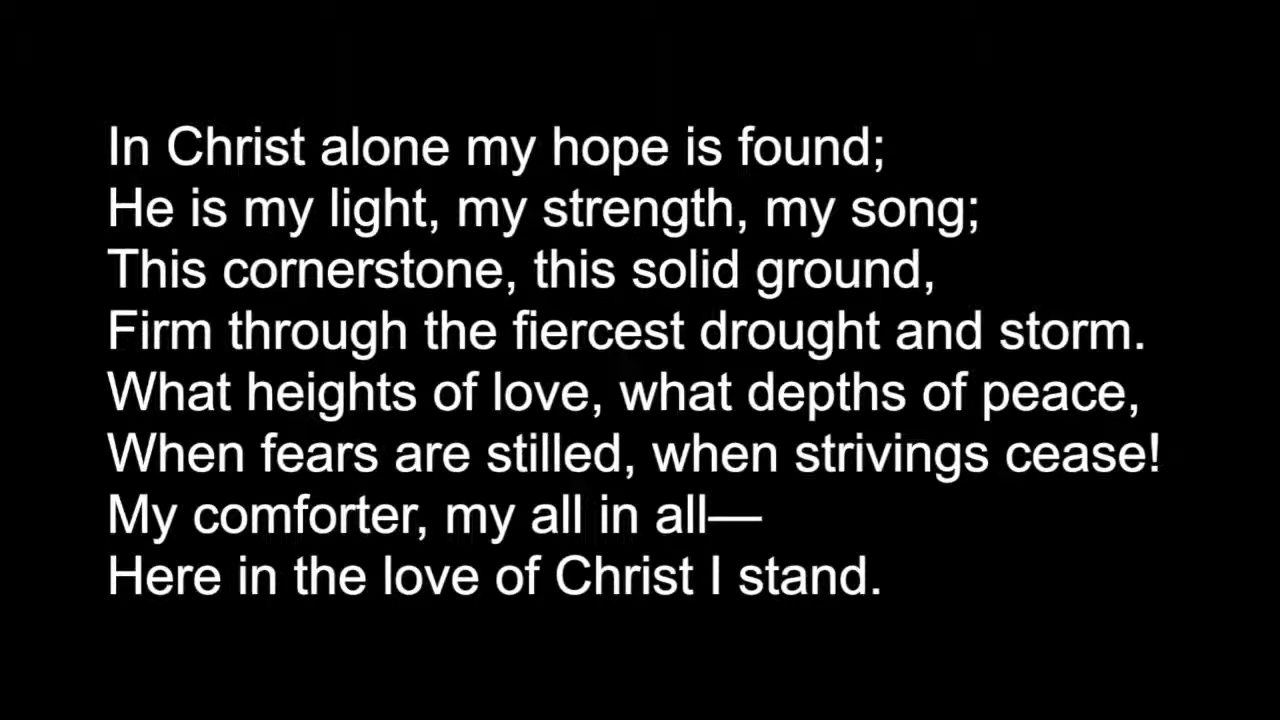 In Christ alone my hope is found;
He is my light, my strength, my song;
This cornerstone, this solid ground,
Firm through the fiercest drought and storm.
What heights of love, what depths of peace,
When fears are stilled, when strivings cease!
My comforter, my all in all—
Here in the love of Christ I stand.